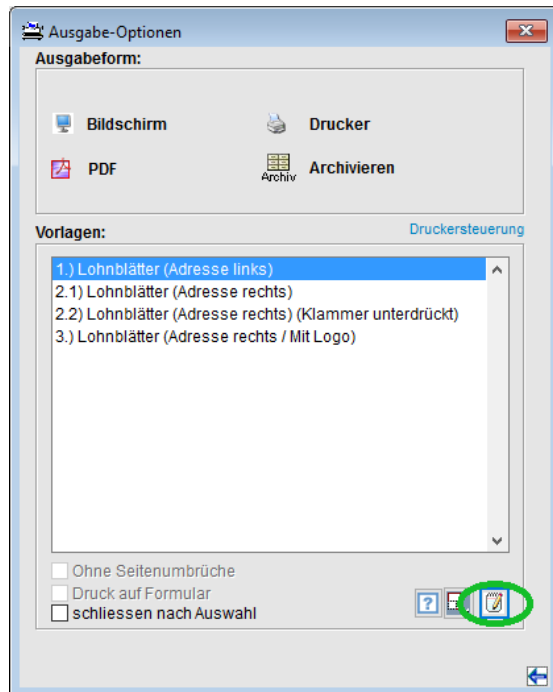 Ausgabe-Optionen
Ausgabeform:
Bildschirm
Drucker
PDF
Archiv
Archivieren
Vorlagen:
Druckersteuerung
1.) Lohnblätter (Adresse links)
2.1) Lohnblätter (Adresse rechts)
2.2) Lohnblätter (Adresse rechts) (Klammer unterdrückt)
3.) Lohnblätter (Adresse rechts / Mit Logo)
Ohne Seitenumbrüche
Druck auf Formular
schliessen nach Auswahl
?